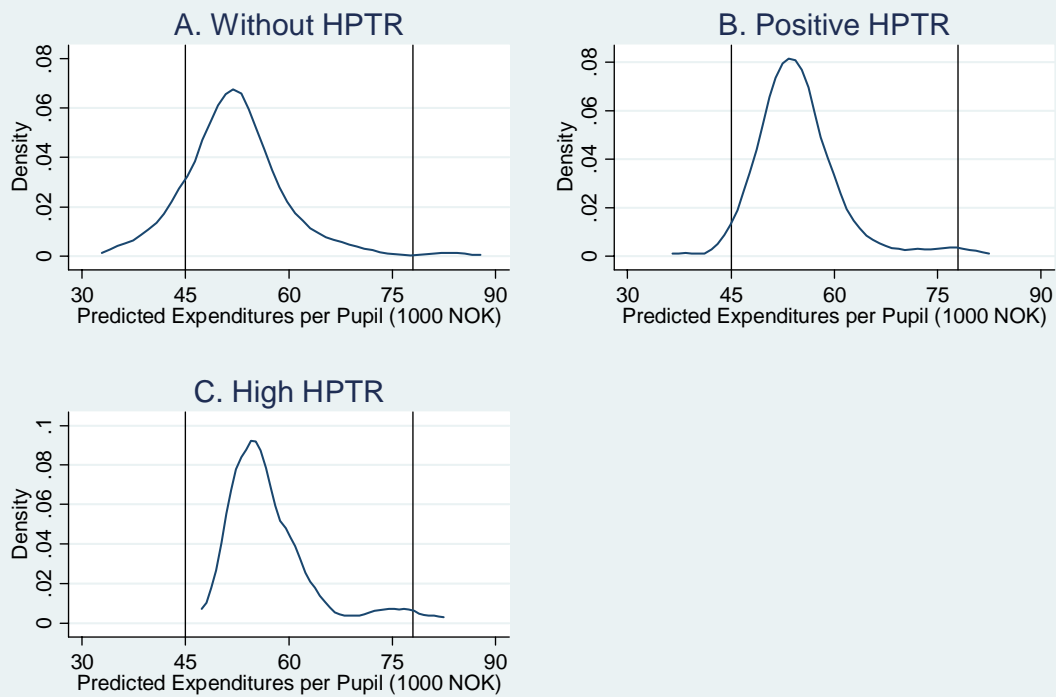 A. Without HPTR
Density
0 .02 .04 .06 .08
30 45 60 75 90
Predicted Expenditures per Pupil (1000 NOK)
B. Positive HPTR
Density
0 .02 .04 .06 .08
30 45 60 75 90
Predicted Expenditures per Pupil (1000 NOK)
C. High HPTR
Density
0 .02 .04 .06 .08 .1
30 45 60 75 90
Predicted Expenditures per Pupil (1000 NOK)